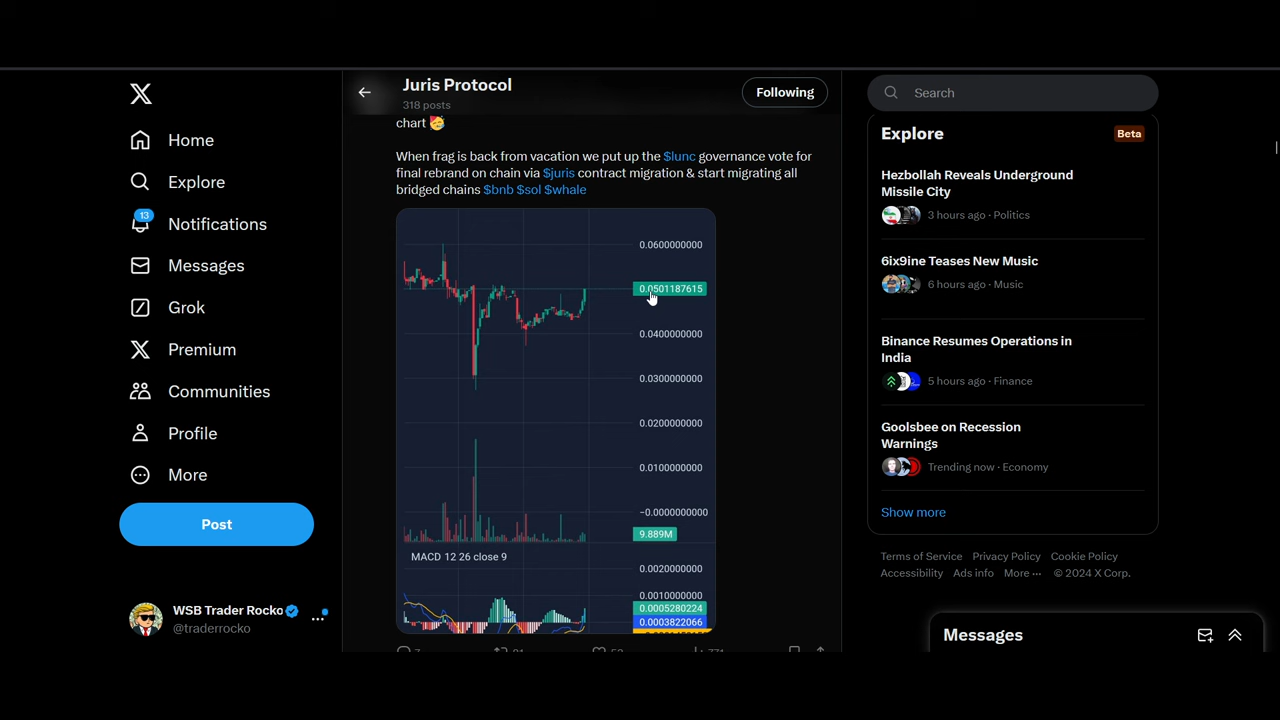 Home
Explore
13
Notifications
Messages
Grok
Premium
Communities
Profile
More
Post
WSB Trader Rocko
@traderrocko
Juris Protocol
318 posts
Following
chart 🥳
When frag is back from vacation we put up the $lunc governance vote for
final rebrand on chain via $juris contract migration & start migrating all
bridged chains $bnb $sol $whale
0.0600000000
0.0501187615
0.0400000000
0.0300000000
0.0200000000
0.0100000000
−0.0000000000
9.889M
MACD 12 26 close 9
0.0020000000
0.0010000000
0.0005280224
0.0003822066
Search
Explore
Beta
Hezbollah Reveals Underground
Missile City
3 hours ago · Politics
6ix9ine Teases New Music
6 hours ago · Music
Binance Resumes Operations in
India
5 hours ago · Finance
Goolsbee on Recession
Warnings
Trending now · Economy
Show more
Terms of Service Privacy Policy Cookie Policy
Accessibility Ads info More ··· © 2024 X Corp.
Messages